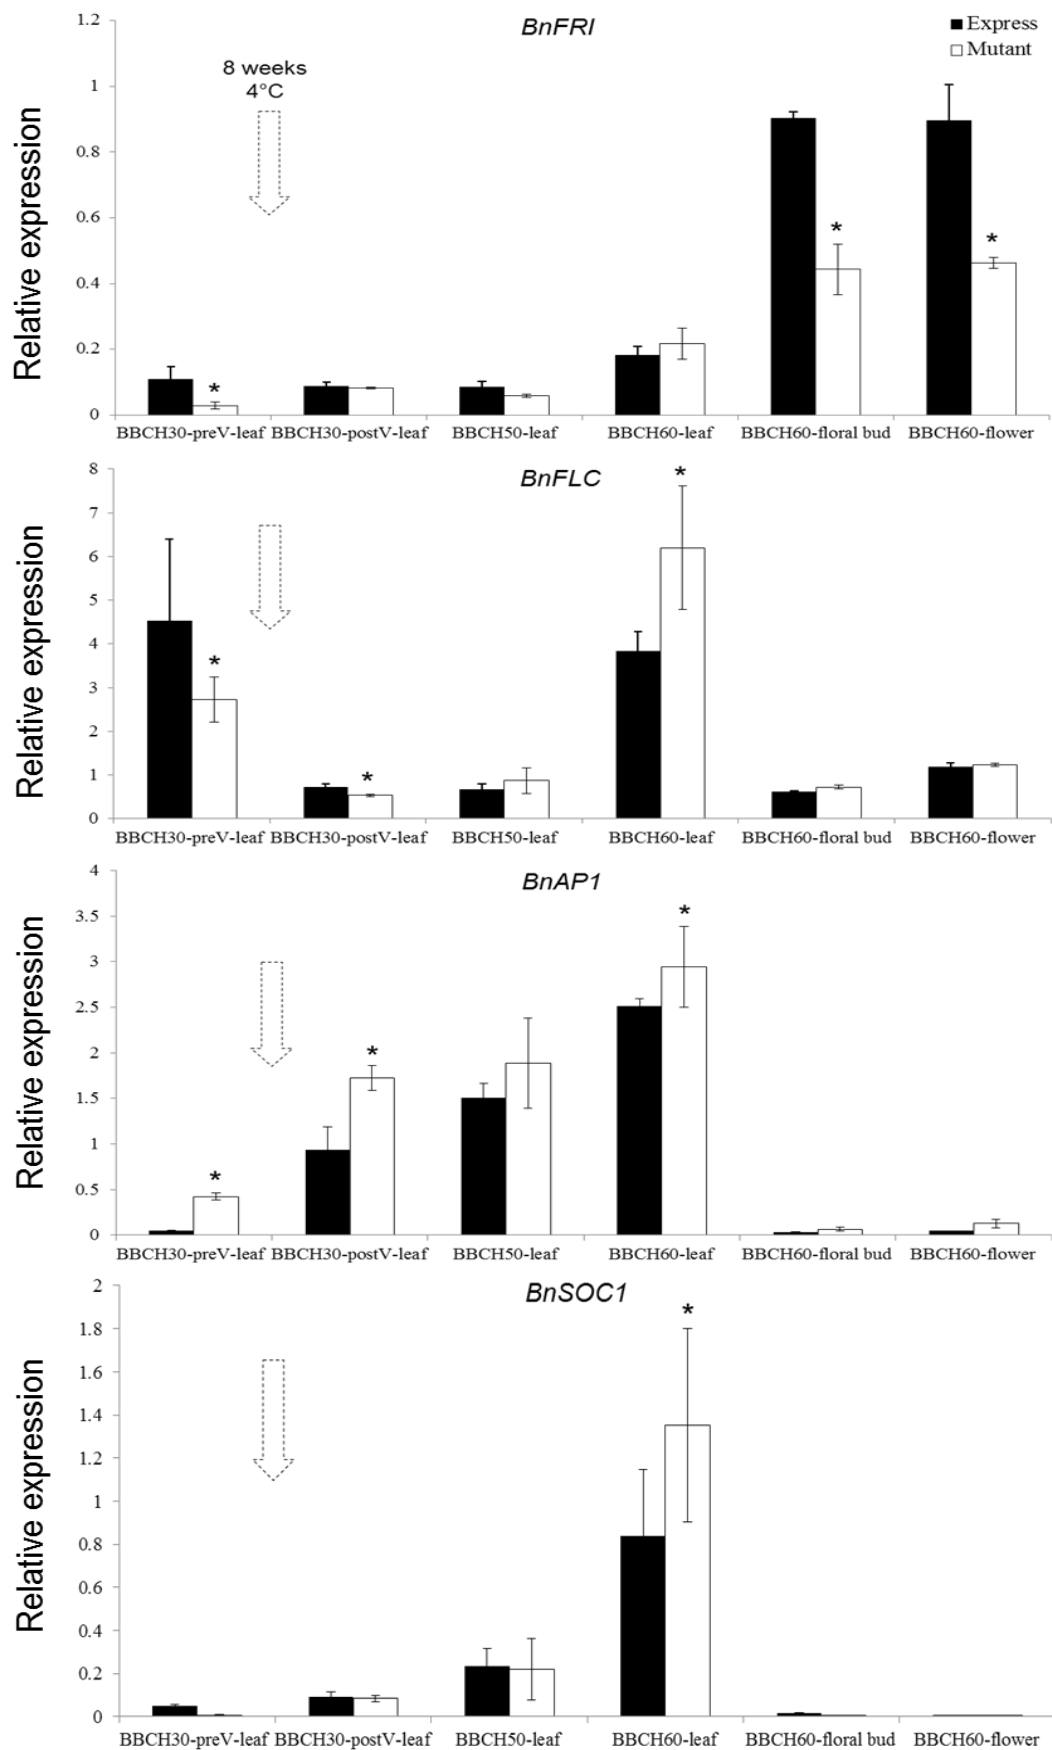 BnFRI
Express
Mutant
8 weeks
4°C
Relative expression
1.2
1
0.8
0.6
0.4
0.2
0
*
*
*
BBCH30-preV-leaf BBCH30-postV-leaf BBCH50-leaf BBCH60-leaf BBCH60-floral bud BBCH60-flower
BnFLC
Relative expression
8
7
6
5
4
3
2
1
0
*
*
*
BBCH30-preV-leaf BBCH30-postV-leaf BBCH50-leaf BBCH60-leaf BBCH60-floral bud BBCH60-flower
BnAP1
Relative expression
4
3.5
3
2.5
2
1.5
1
0.5
0
*
*
*
BBCH30-preV-leaf BBCH30-postV-leaf BBCH50-leaf BBCH60-leaf BBCH60-floral bud BBCH60-flower
BnSOC1
Relative expression
2
1.8
1.6
1.4
1.2
1
0.8
0.6
0.4
0.2
0
*
BBCH30-preV-leaf BBCH30-postV-leaf BBCH50-leaf BBCH60-leaf BBCH60-floral bud BBCH60-flower